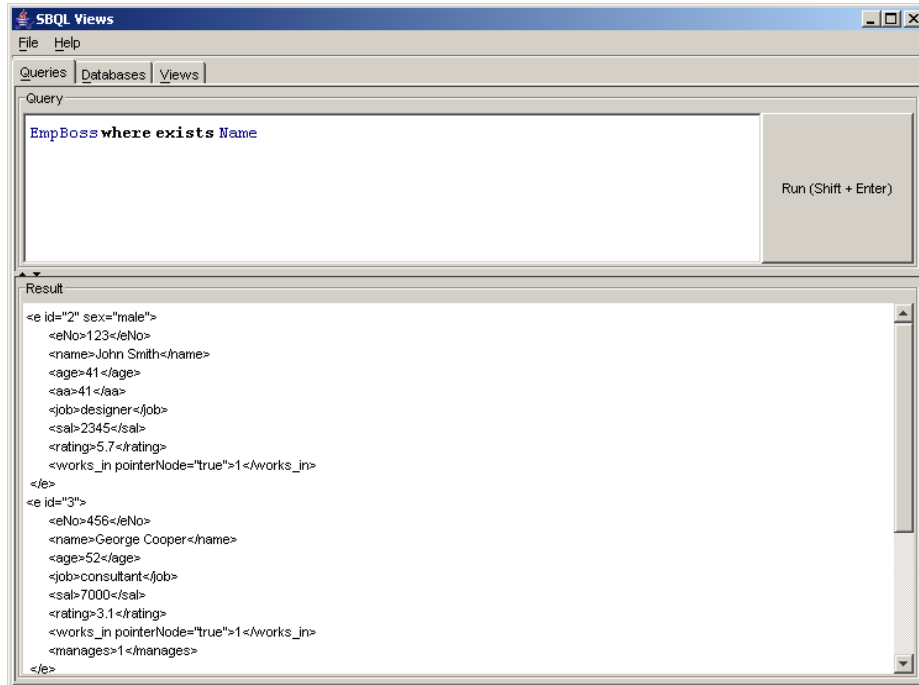 SBQL Views
File Help
Queries Databases Views
Query
EmpBoss where exists Name
Run (Shift + Enter)
Result
<e id="2" sex="male">
<eNo>123</eNo>
<name>John Smith</name>
<age>41</age>
<aa>41</aa>
<job>designer</job>
<sal>2345</sal>
<rating>5.7</rating>
<works_in pointerNode="true">1</works_in>
</e>
<e id="3">
<eNo>456</eNo>
<name>George Cooper</name>
<age>52</age>
<job>consultant</job>
<sal>7000</sal>
<rating>3.1</rating>
<works_in pointerNode="true">1</works_in>
<manages>1</manages>
</e>